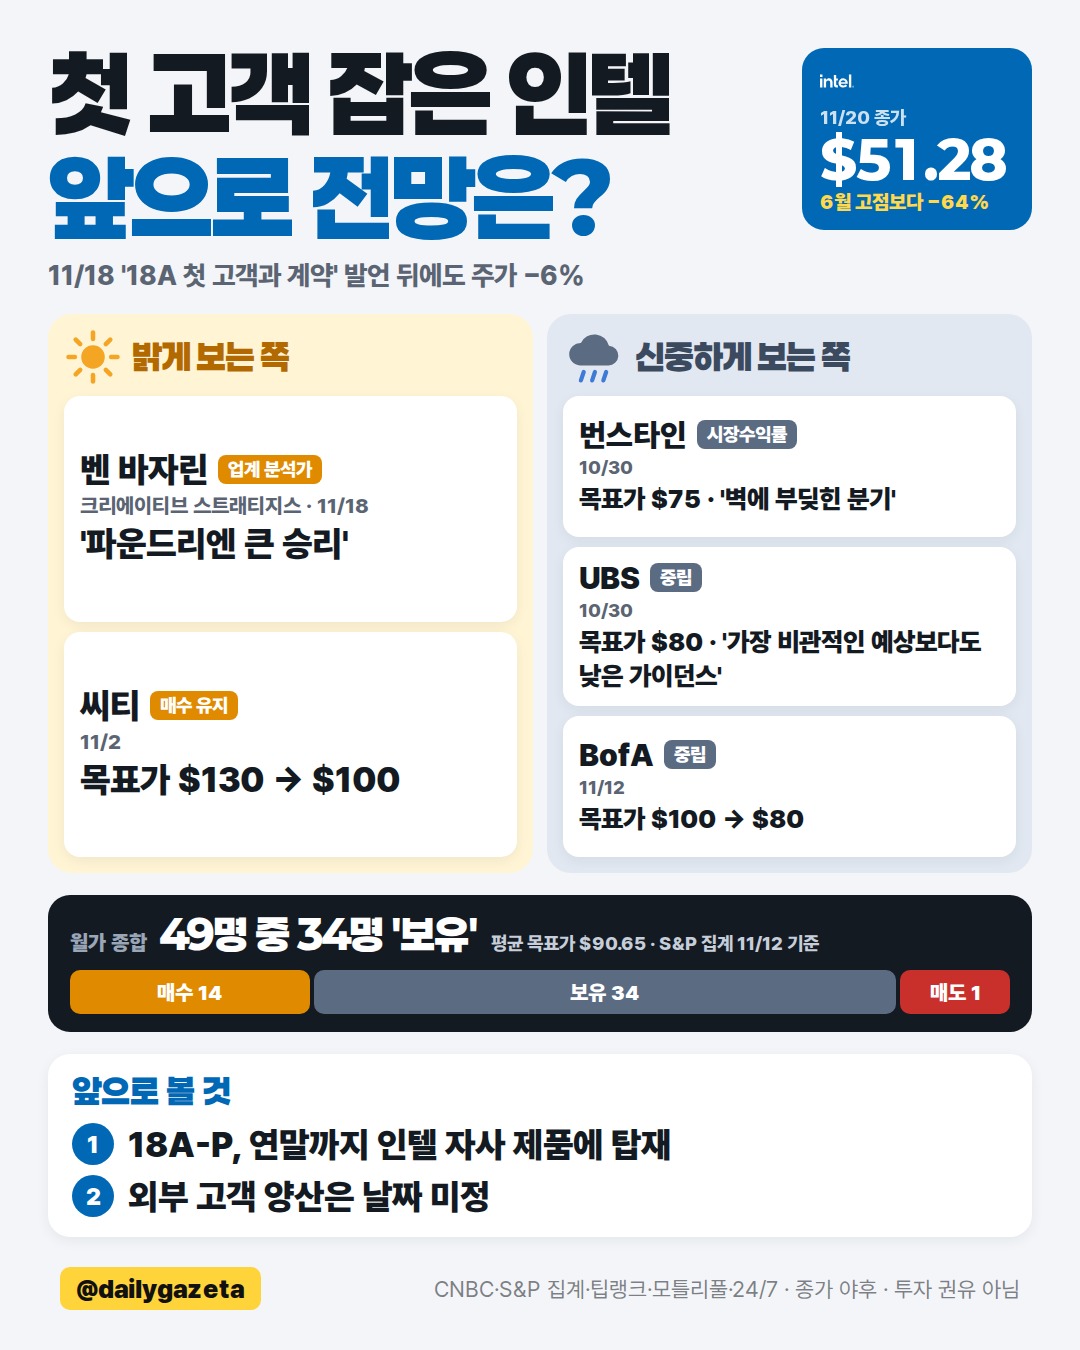 첫 고객 잡은 인텔
앞으로 전망은?
11/18 '18A 첫 고객과 계약' 발언 뒤에도 주가 −6%
intel.
11/20 종가
$51.28
6월 고점보다 −64%
밝게 보는 쪽
벤 바자린 업계 분석가
크리에이티브 스트래티지스 · 11/18
'파운드리엔 큰 승리'
씨티 매수 유지
11/2
목표가 $130 → $100
신중하게 보는 쪽
번스타인 시장수익률
10/30
목표가 $75 · '벽에 부딪힌 분기'
UBS 중립
10/30
목표가 $80 · '가장 비관적인 예상보다도
낮은 가이던스'
BofA 중립
11/12
목표가 $100 → $80
월가 종합 49명 중 34명 '보유' 평균 목표가 $90.65 · S&P 집계 11/12 기준
매수 14 보유 34 매도 1
앞으로 볼 것
1 18A-P, 연말까지 인텔 자사 제품에 탑재
2 외부 고객 양산은 날짜 미정
@dailygazeta
CNBC·S&P 집계·팁랭크·모틀리풀·24/7 · 종가 야후 · 투자 권유 아님